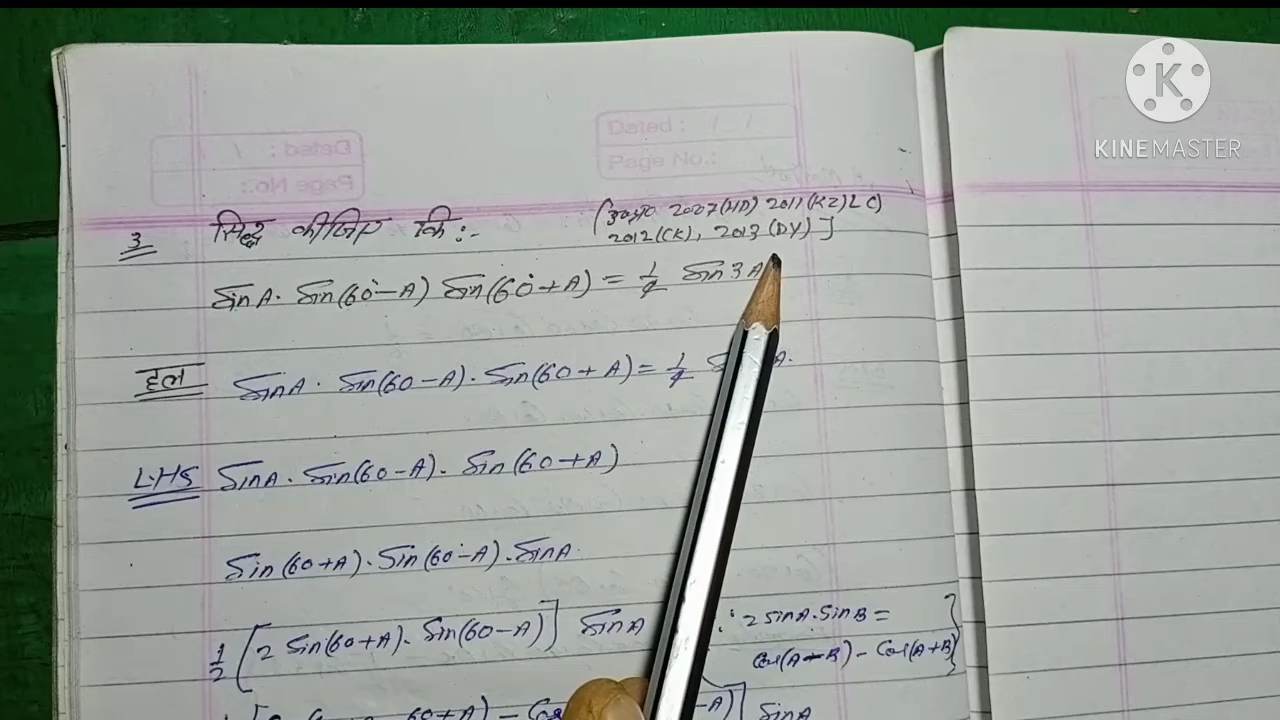 KINEMASTER
Dated : / /
Page No.:
3 सिद्ध कीजिए कि :- [उ०प्र० 2007(HD) 2011(KZ)LC)
2012(CK), 2013(DY)]
sinA. sin(60°-A) sin(60°+A) = 1/4 sin3A
हल sinA. sin(60-A). sin(60+A) = 1/4 A.
L.H.S sinA. sin(60-A). sin(60+A)
sin(60+A). sin(60-A). sinA.
1/2 [2 sin(60+A). sin(60-A)] sinA ∵ 2 sinA. sinB =
cos(A-B) - cos(A+B)}
60+A) - cos -A)] sinA